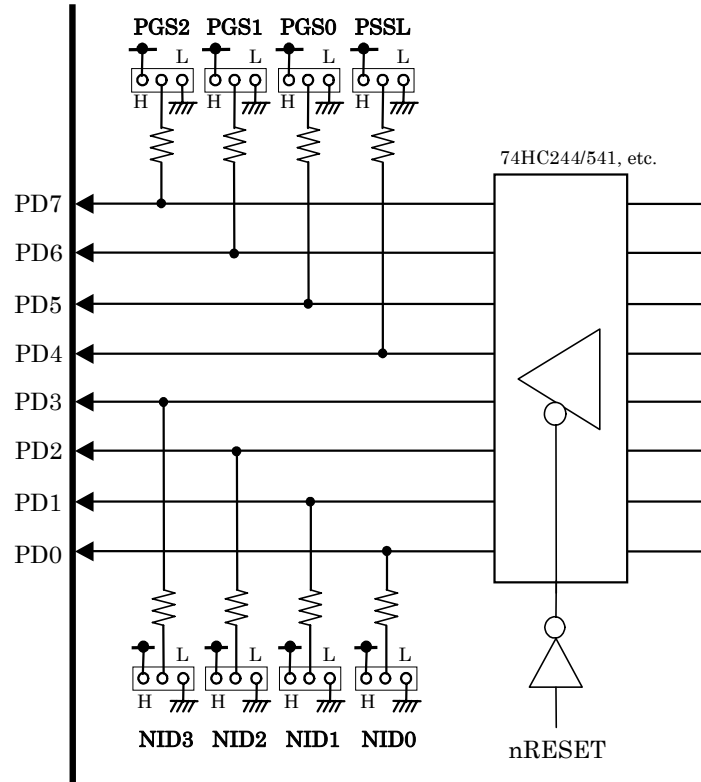 PGS2 PGS1 PGS0 PSSL
L L L L
H H H H
74HC244/541, etc.
PD7
PD6
PD5
PD4
PD3
PD2
PD1
PD0
L L L L
H H H H
NID3 NID2 NID1 NID0
nRESET